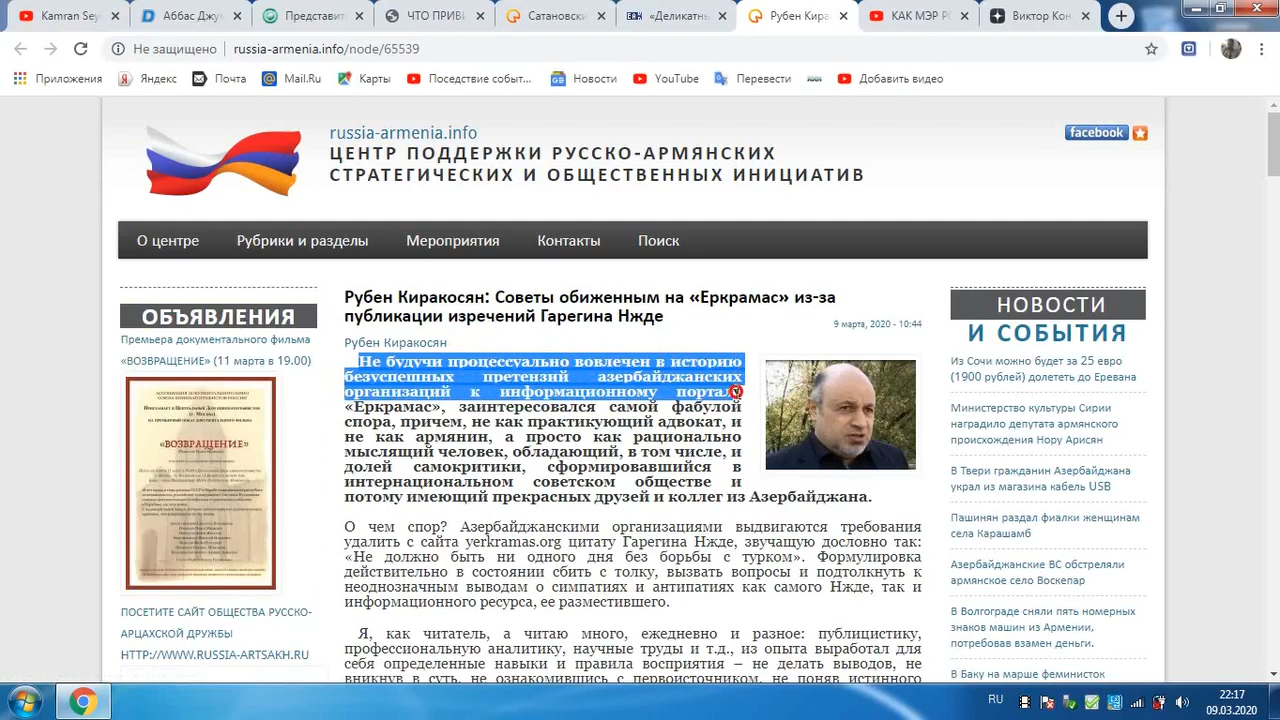 Kamran Sey
Аббас Джу
Представит
ЧТО ПРИВ
Сатановс
«Деликатны
Рубен Кира
КАК МЭР РО
Виктор Кон
Не защищено
russia-armenia.info/node/65539
Приложения
Яндекс
Почта
Mail.Ru
Карты
Поседствие событ...
Новости
YouTube
Перевести
Добавить видео
russia-armenia.info
ЦЕНТР ПОДДЕРЖКИ РУССКО-АРМЯНСКИХ
СТРАТЕГИЧЕСКИХ И ОБЩЕСТВЕННЫХ ИНИЦИАТИВ
facebook
О центре
Рубрики и разделы
Мероприятия
Контакты
Поиск
ОБЪЯВЛЕНИЯ
Премьера документального фильма
«ВОЗВРАЩЕНИЕ» (11 марта в 19.00)
«ВОЗВРАЩЕНИЕ»
ПОСЕТИТЕ САЙТ ОБЩЕСТВА РУССКО-
АРЦАХСКОЙ ДРУЖБЫ
HTTP://WWW.RUSSIA-ARTSAKH.RU
Рубен Киракосян: Советы обиженным на «Еркрамас» из-за
публикации изречений Гарегина Нжде
9 марта, 2020 - 10:44
Рубен Киракосян
Не будучи процессуально вовлечен в историю
безуспешных претензий азербайджанских
организаций к информационному порталу
«Еркрамас», заинтересовался самой фабулой
спора, причем, не как практикующий адвокат, и
не как армянин, а просто как рационально
мыслящий человек, обладающий, в том числе, и
долей самокритики, сформировавшийся в
интернациональном советском обществе и
потому имеющий прекрасных друзей и коллег из Азербайджана.
О чем спор? Азербайджанскими организациями выдвигаются требования
удалить с сайта yerkramas.org цитату Гарегина Нжде, звучащую дословно так:
«Не должно быть ни одного дня без борьбы с турком». Формулировка
действительно в состоянии сбить с толку, вызвать вопросы и подтолкнуть к
неоднозначным выводам о симпатиях и антипатиях как самого Нжде, так и
информационного ресурса, ее разместившего.
Я, как читатель, а читаю много, ежедневно и разное: публицистику,
профессиональную аналитику, научные труды и т.д., из опыта выработал для
себя определенные навыки и правила восприятия – не делать выводов, не
вникнув в суть, не ознакомившись с первоисточником, не поняв истинного
НОВОСТИ
И СОБЫТИЯ
Из Сочи можно будет за 25 евро
(1900 рублей) долететь до Еревана
Министерство культуры Сирии
наградило депутата армянского
происхождения Нору Арисян
В Твери гражданин Азербайджана
украл из магазина кабель USB
Пашинян раздал фиалки женщинам
села Карашамб
Азербайджанские ВС обстреляли
армянское село Воскепар
В Волгограде сняли пять номерных
знаков машин из Армении,
потребовав взамен деньги.
В Баку на марше феминисток
RU
22:17
09.03.2020